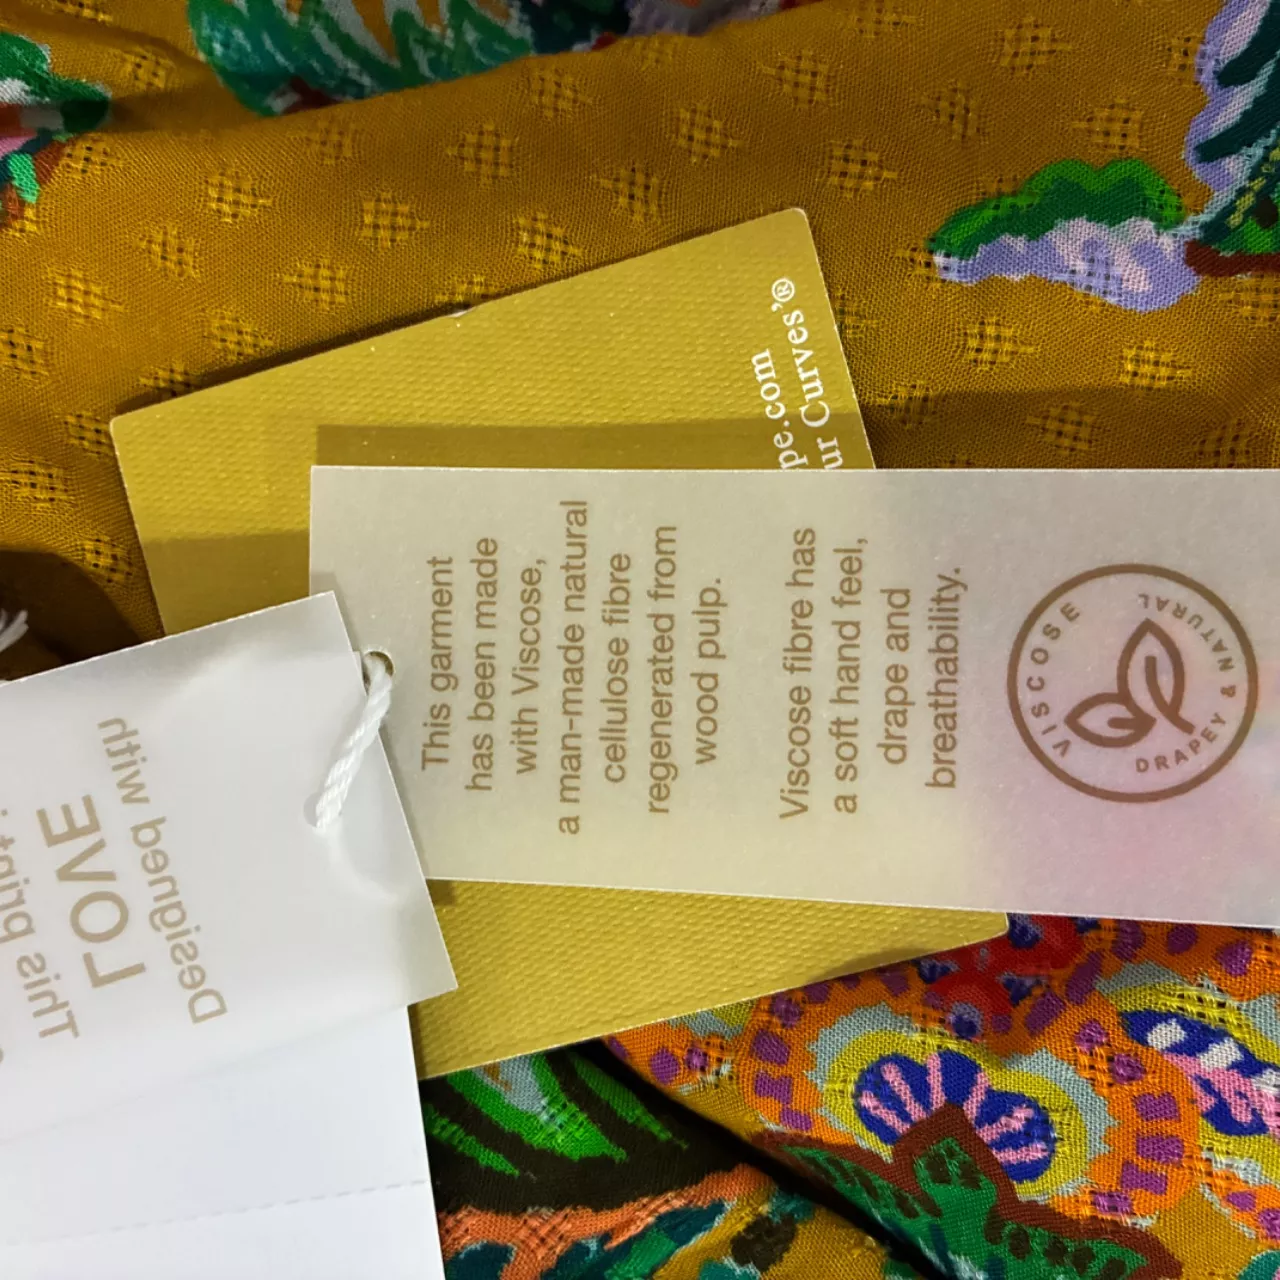 This garment
has been made
with Viscose,
a man-made natural
cellulose fibre
regenerated from
wood pulp.
Viscose fibre has
a soft hand feel,
drape and
breathability.
VISCOSE
DRAPEY & NATURAL
pe.com
ur Curves'®
Designed with
LOVE
This print